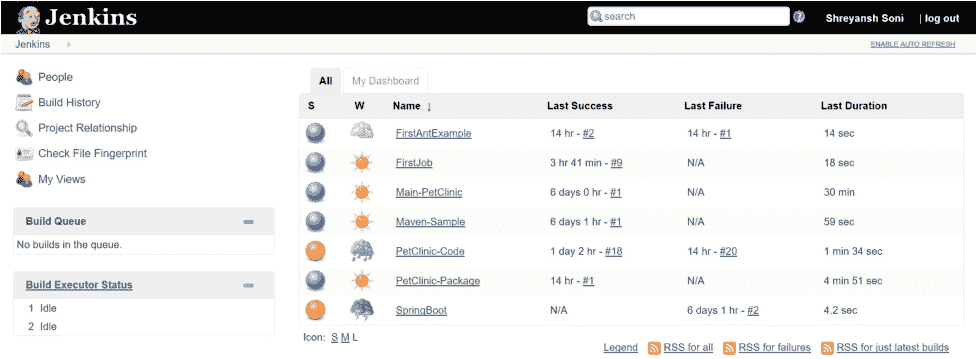 Jenkins
search
Shreyansh Soni | log out
Jenkins
ENABLE AUTO REFRESH
People
Build History
Project Relationship
Check File Fingerprint
My Views
Build Queue
No builds in the queue.
Build Executor Status
1 Idle
2 Idle
All My Dashboard
S W Name ↓ Last Success Last Failure Last Duration
FirstAntExample 14 hr - #2 14 hr - #1 14 sec
FirstJob 3 hr 41 min - #9 N/A 18 sec
Main-PetClinic 6 days 0 hr - #1 N/A 30 min
Maven-Sample 6 days 1 hr - #1 N/A 59 sec
PetClinic-Code 1 day 2 hr - #18 14 hr - #20 1 min 34 sec
PetClinic-Package 14 hr - #1 N/A 4 min 51 sec
SpringBoot N/A 6 days 1 hr - #2 4.2 sec
Icon: S M L
Legend RSS for all RSS for failures RSS for just latest builds